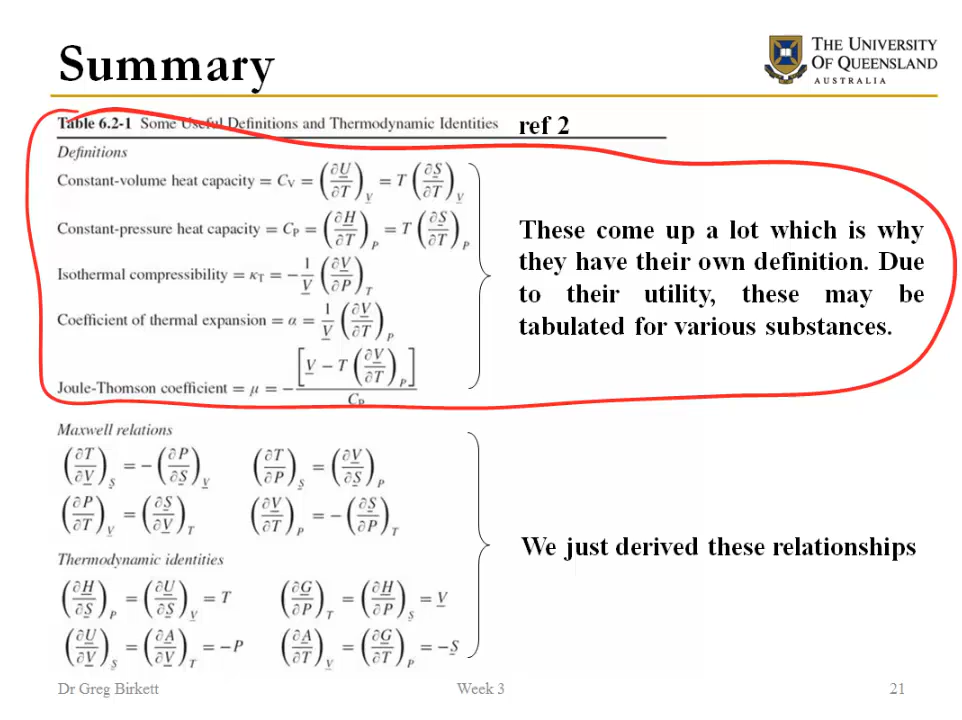 Summary
THE UNIVERSITY
OF QUEENSLAND
AUSTRALIA
Table 6.2-1 Some Useful Definitions and Thermodynamic Identities ref 2
Definitions
Constant-volume heat capacity = C_V = (∂U̲/∂T)_V̲ = T (∂S̲/∂T)_V̲
Constant-pressure heat capacity = C_P = (∂H̲/∂T)_P = T (∂S̲/∂T)_P
Isothermal compressibility = κ_T = −1/V̲ (∂V̲/∂P)_T
Coefficient of thermal expansion = α = 1/V̲ (∂V̲/∂T)_P
Joule-Thomson coefficient = μ = −[V̲ − T (∂V̲/∂T)_P]/C_P
These come up a lot which is why
they have their own definition. Due
to their utility, these may be
tabulated for various substances.
Maxwell relations
(∂T/∂V̲)_S̲ = −(∂P/∂S̲)_V̲ (∂T/∂P)_S̲ = (∂V̲/∂S̲)_P
(∂P/∂T)_V̲ = (∂S̲/∂V̲)_T (∂V̲/∂T)_P = −(∂S̲/∂P)_T
Thermodynamic identities
(∂H̲/∂S̲)_P = (∂U̲/∂S̲)_V̲ = T (∂G̲/∂P)_T = (∂H̲/∂P)_S̲ = V̲
(∂U̲/∂V̲)_S̲ = (∂A̲/∂V̲)_T = −P (∂A̲/∂T)_V̲ = (∂G̲/∂T)_P = −S̲
We just derived these relationships
Dr Greg Birkett Week 3 21